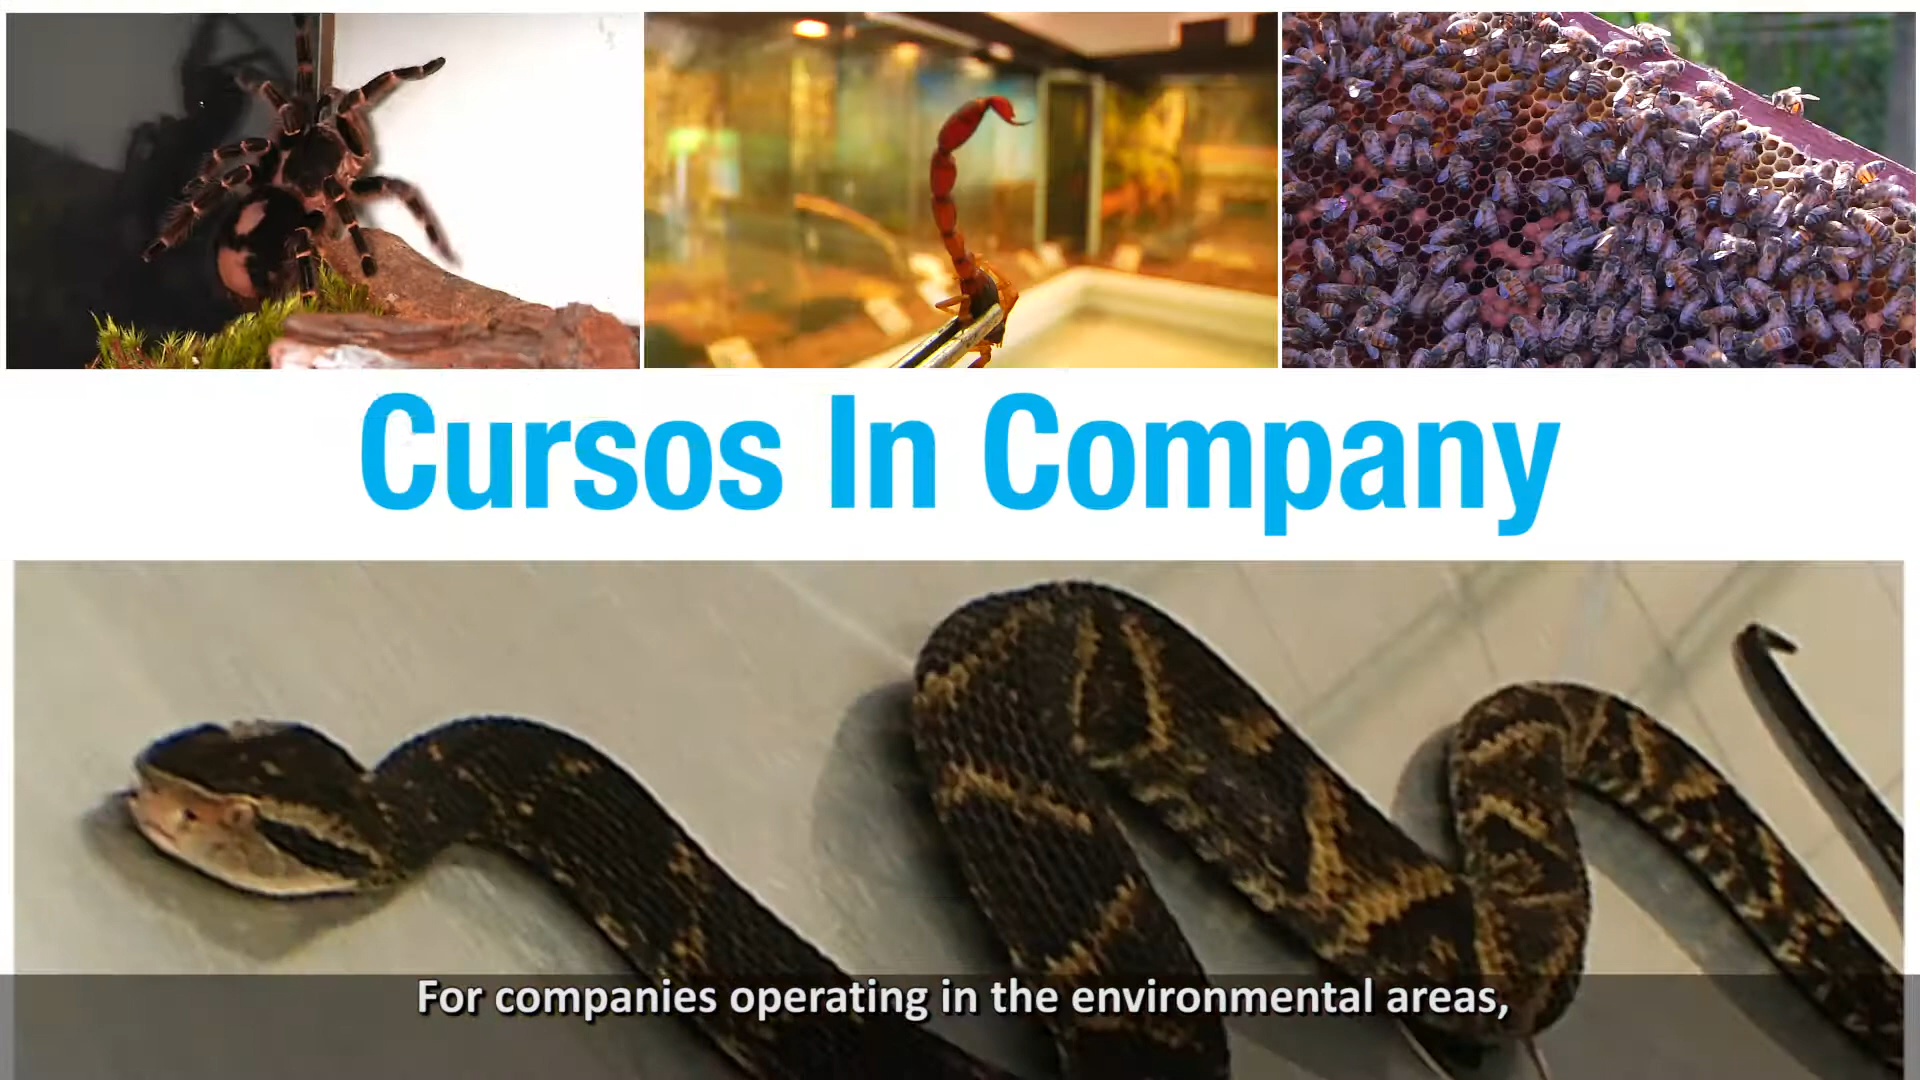 Cursos In Company
For companies operating in the environmental areas,